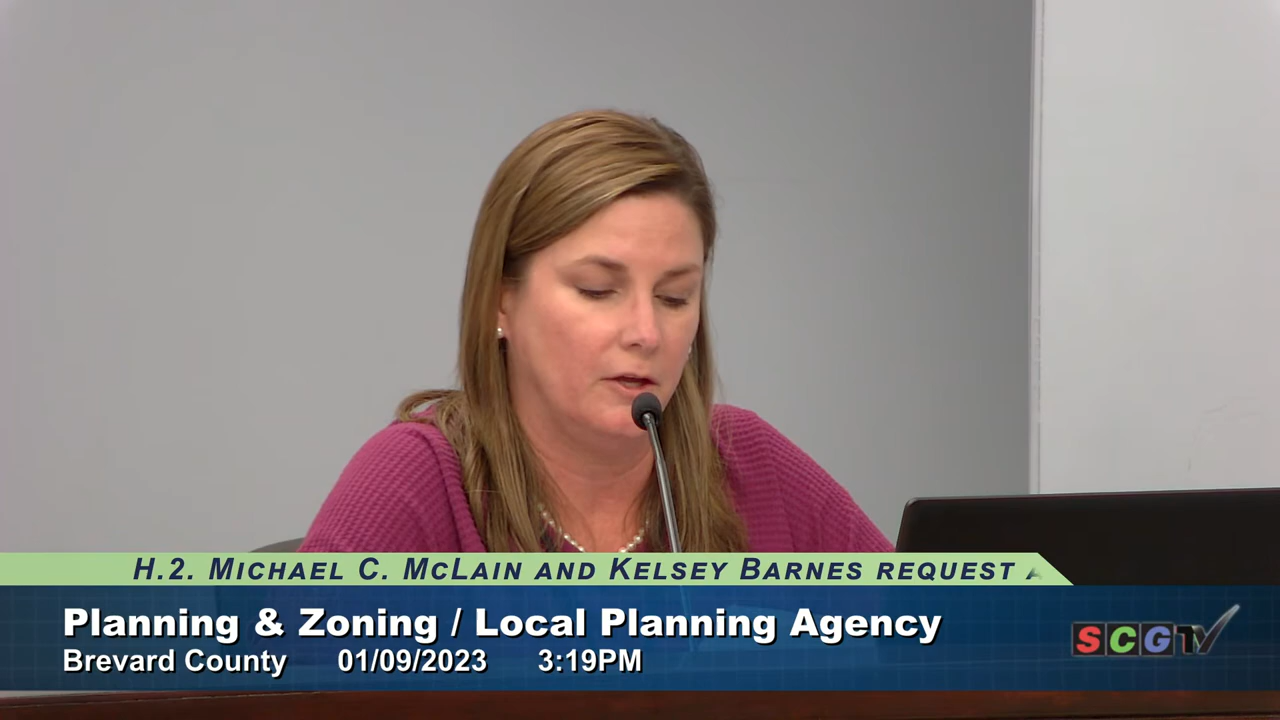 H.2. Michael C. McLain and Kelsey Barnes request
Planning & Zoning / Local Planning Agency
Brevard County 01/09/2023 3:19PM
SCGTV